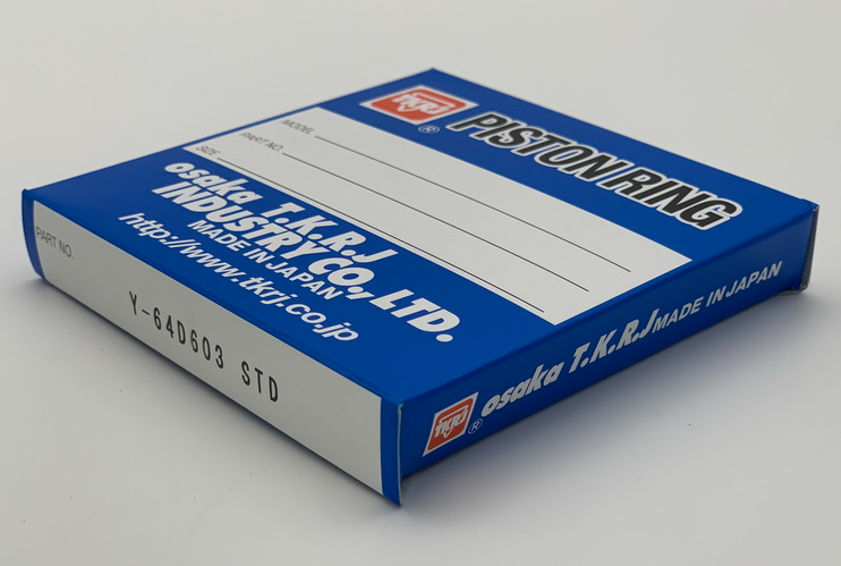 TKRJ
®
PISTON RING
MODEL
PART NO.
SIZE
osaka T.K.R.J
INDUSTRY CO., LTD.
MADE IN JAPAN
http://www.tkrj.co.jp
PART NO.
Y-64D603 STD
TKRJ
®
osaka T.K.R.J MADE IN JAPAN